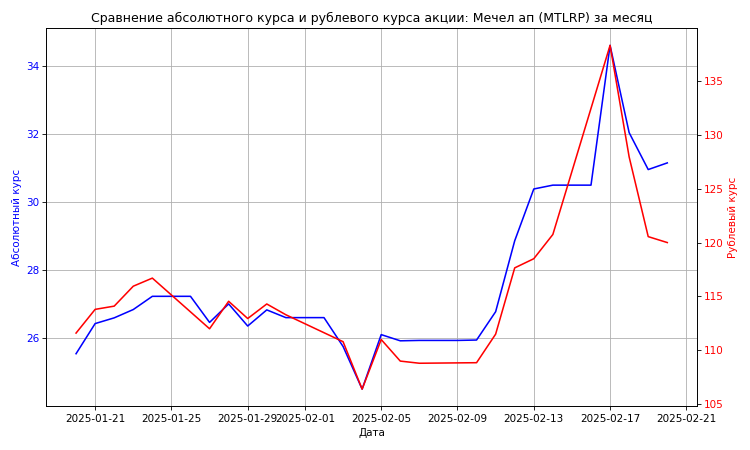 Сравнение абсолютного курса и рублевого курса акции: Мечел ап (MTLRP) за месяц
Абсолютный курс
34
32
30
28
26
135
130
125
120
115
110
105
Рублевый курс
2025-01-21 2025-01-25 2025-01-29 2025-02-01 2025-02-05 2025-02-09 2025-02-13 2025-02-17 2025-02-21
Дата